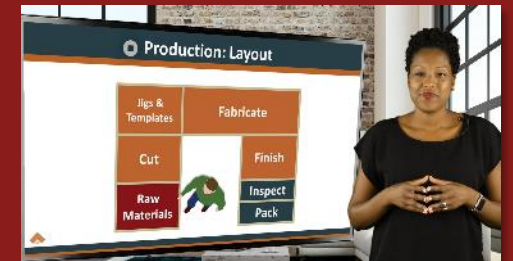 Production: Layout
Jigs &
Templates
Fabricate
Cut
Finish
Raw
Materials
Inspect
Pack